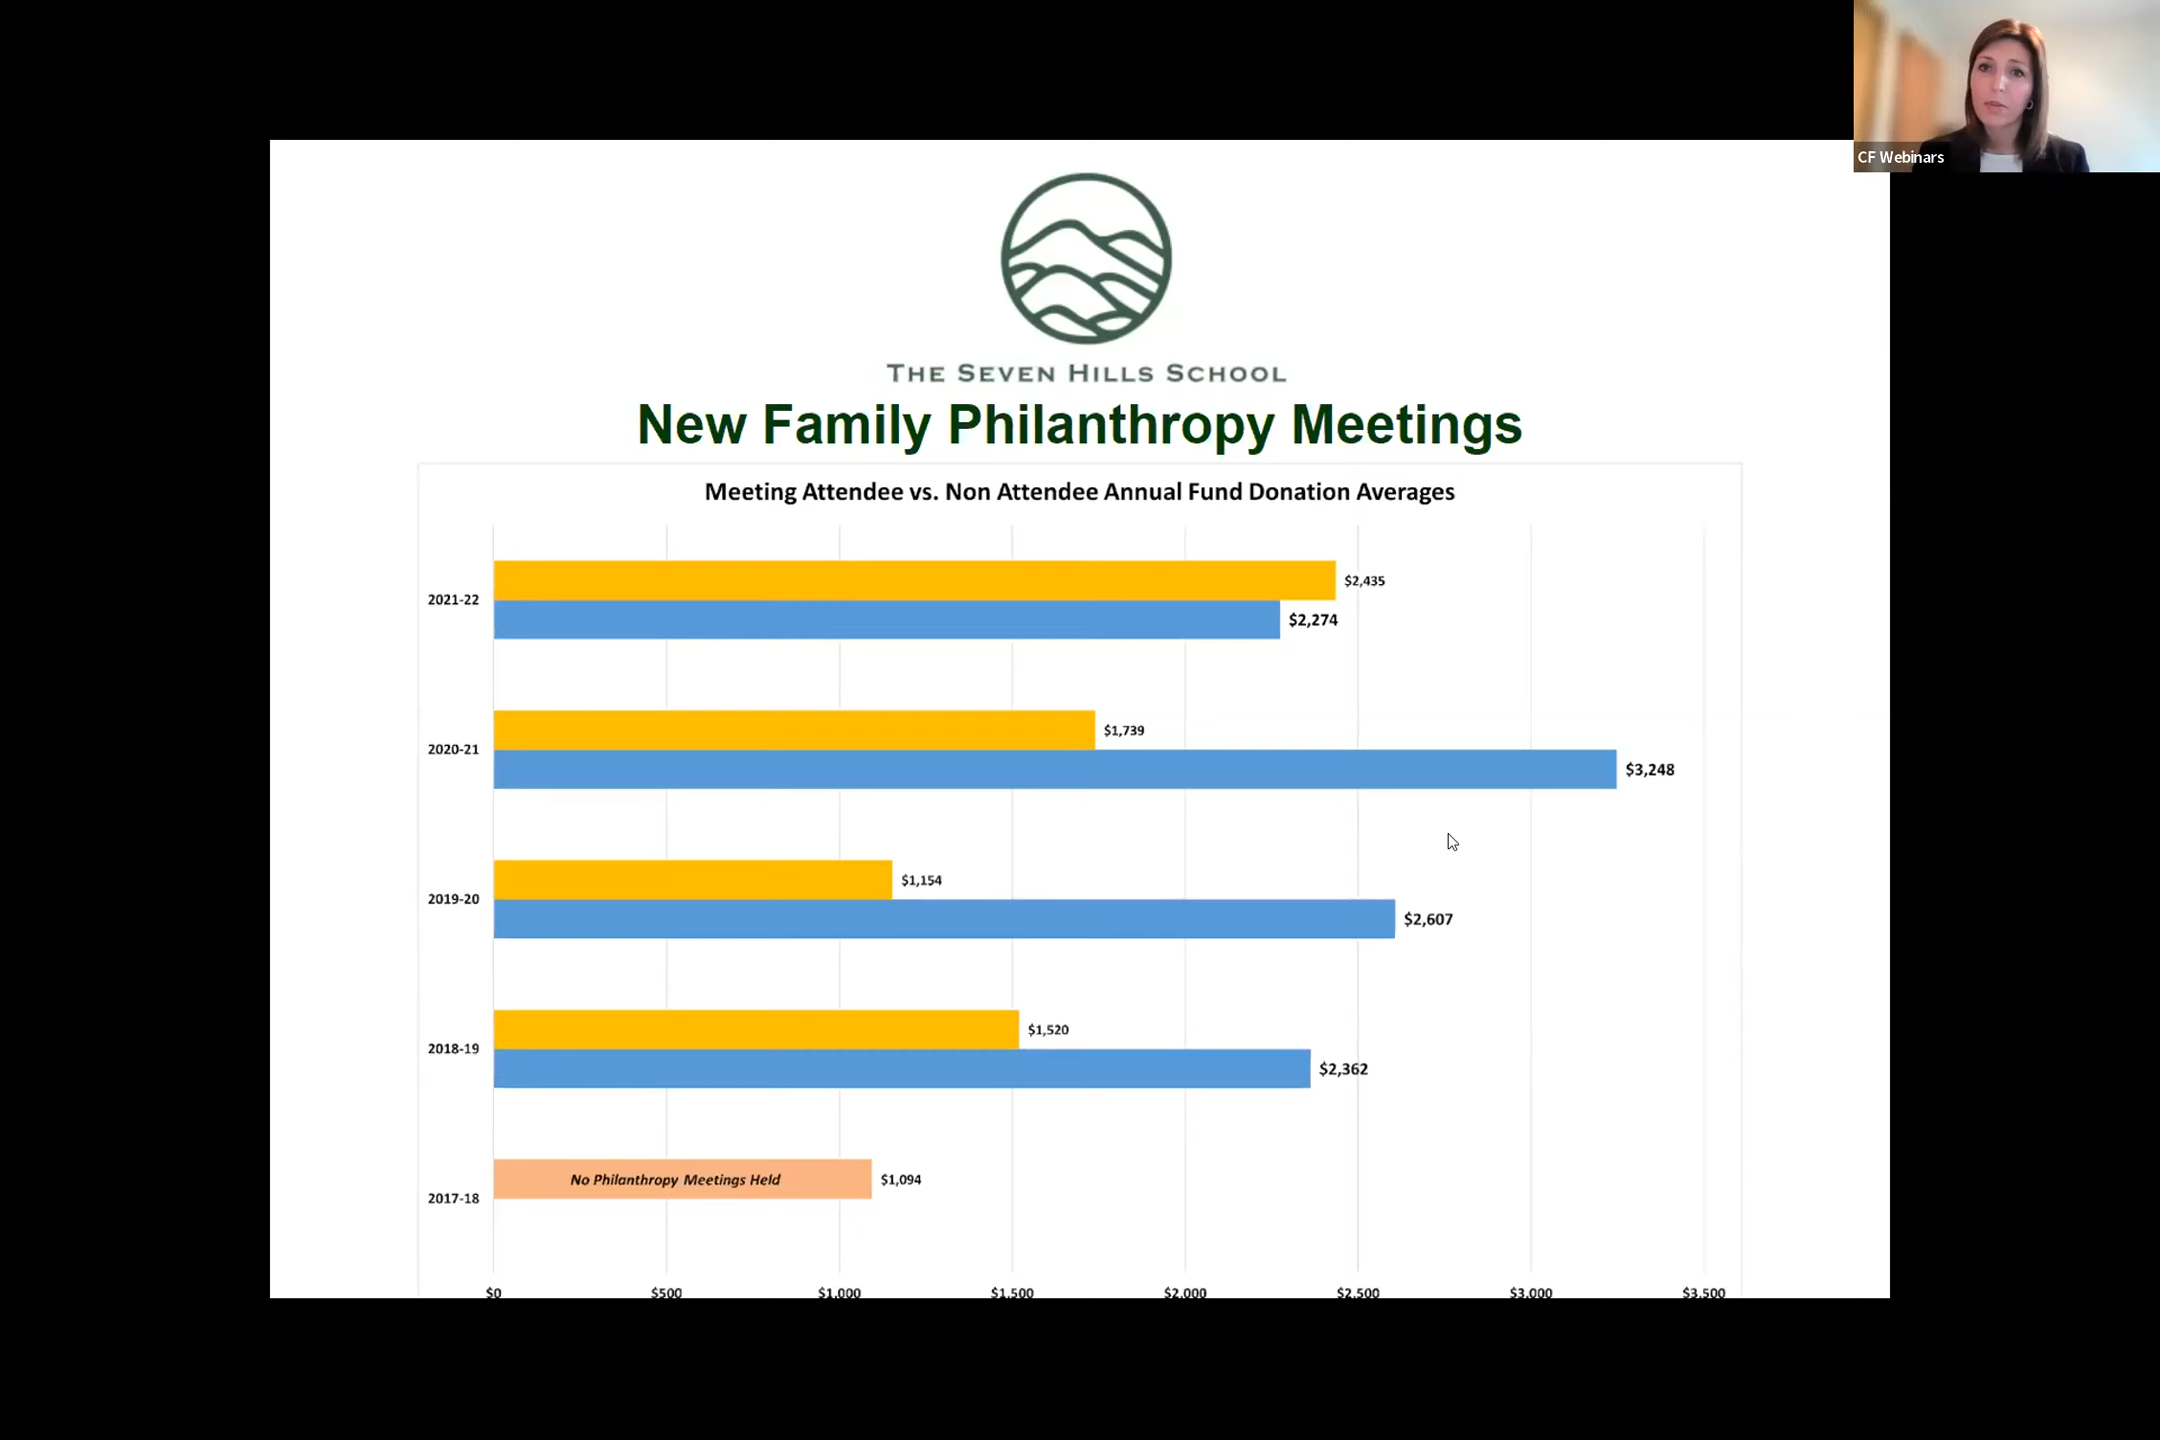 CF Webinars
THE SEVEN HILLS SCHOOL
New Family Philanthropy Meetings
Meeting Attendee vs. Non Attendee Annual Fund Donation Averages
2021-22
$2,435
$2,274
2020-21
$1,739
$3,248
2019-20
$1,154
$2,607
2018-19
$1,520
$2,362
2017-18
No Philanthropy Meetings Held
$1,094
$0 $500 $1,000 $1,500 $2,000 $2,500 $3,000 $3,500